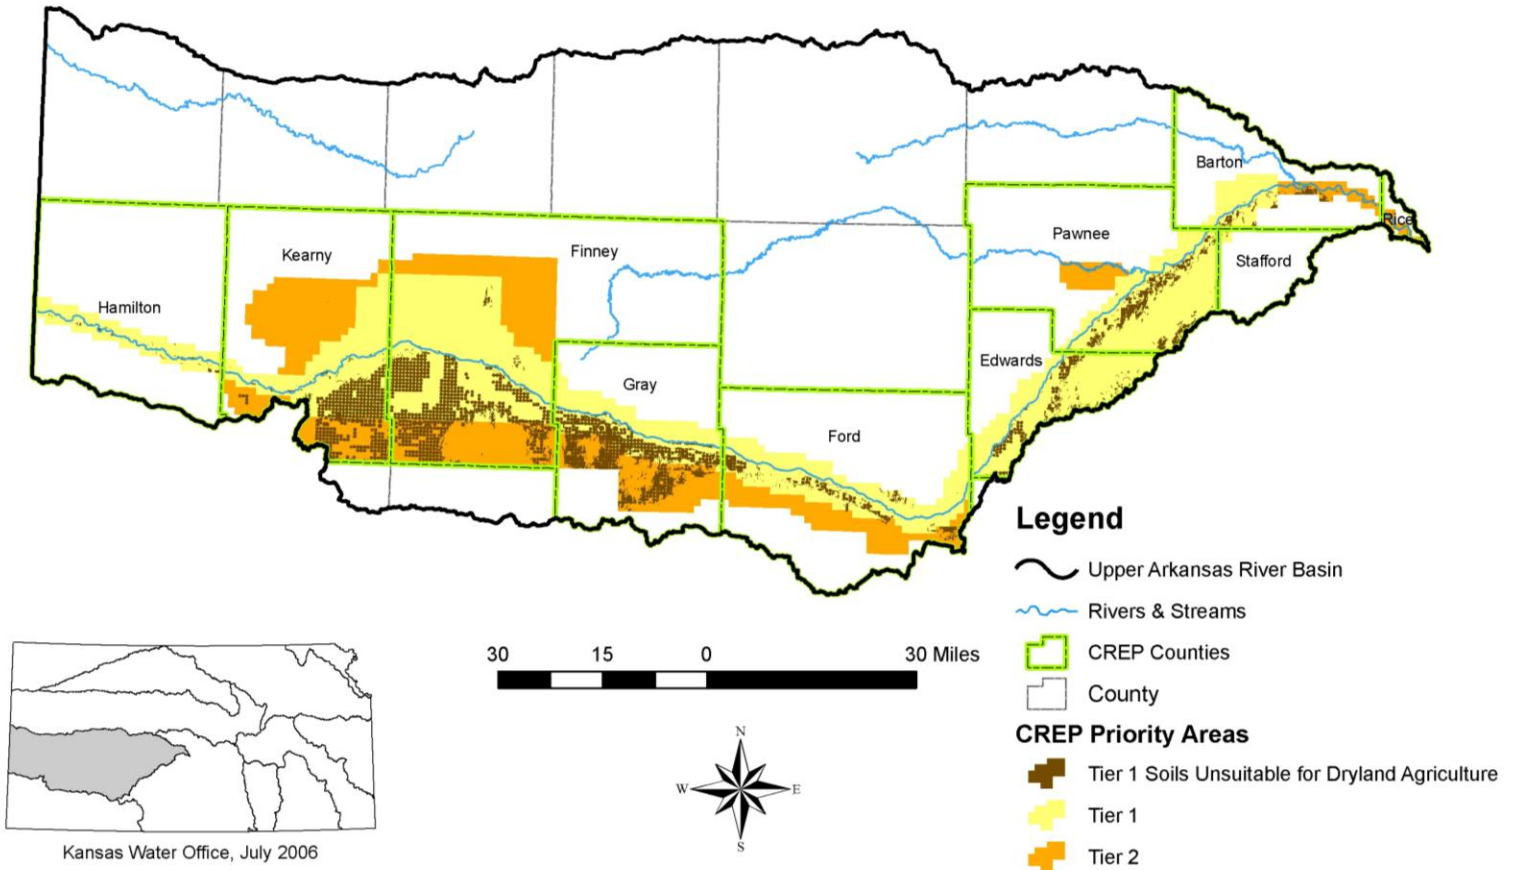 Barton
Rice
Pawnee
Stafford
Kearny
Finney
Hamilton
Edwards
Gray
Ford
Legend
Upper Arkansas River Basin
Rivers & Streams
CREP Counties
County
CREP Priority Areas
Tier 1 Soils Unsuitable for Dryland Agriculture
Tier 1
Tier 2
30 15 0 30 Miles
N
W E
S
Kansas Water Office, July 2006